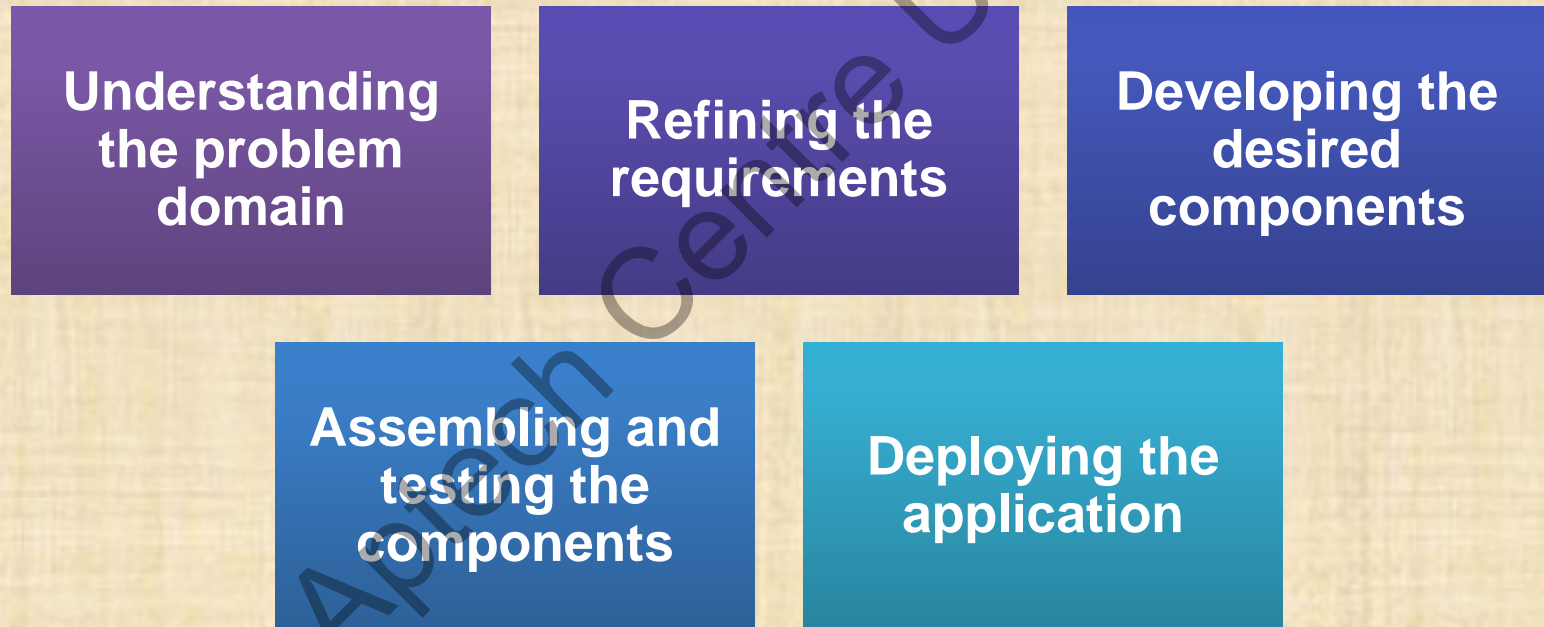 Understanding
the problem
domain
Refining the
requirements
Developing the
desired
components
Assembling and
testing the
components
Deploying the
application
Aptech Centre U